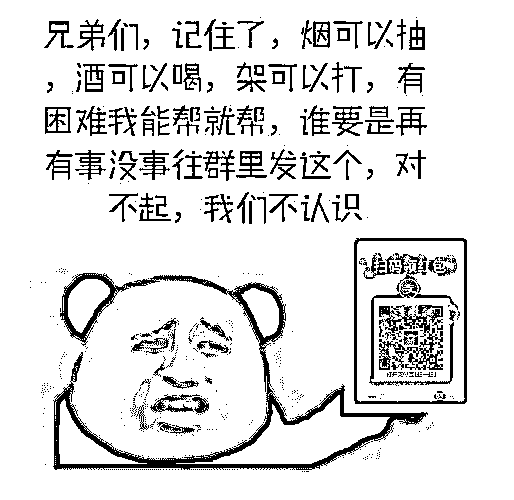 兄弟们，记住了，烟可以抽
，酒可以喝，架可以打，有
困难我能帮就帮，谁要是再
有事没事往群里发这个，对
不起，我们不认识